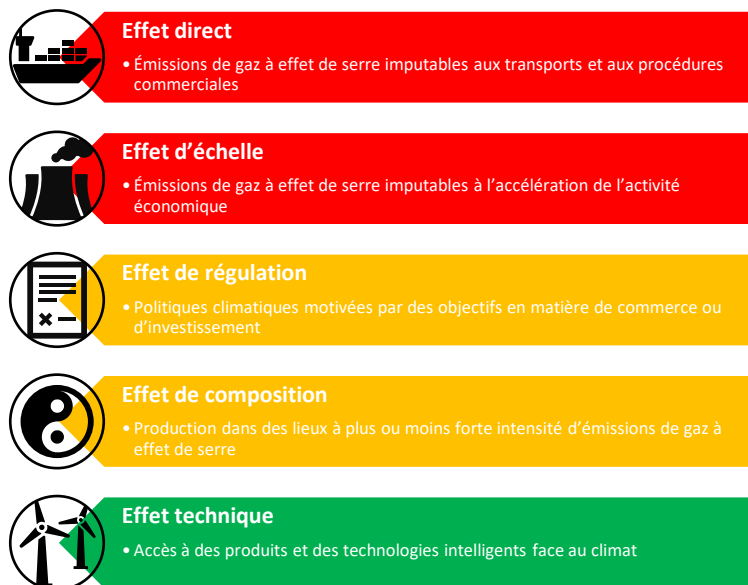 Effet direct
• Émissions de gaz à effet de serre imputables aux transports et aux procédures
commerciales
Effet d’échelle
• Émissions de gaz à effet de serre imputables à l’accélération de l’activité
économique
Effet de régulation
• Politiques climatiques motivées par des objectifs en matière de commerce ou
d’investissement
Effet de composition
• Production dans des lieux à plus ou moins forte intensité d’émissions de gaz à
effet de serre
Effet technique
• Accès à des produits et des technologies intelligents face au climat